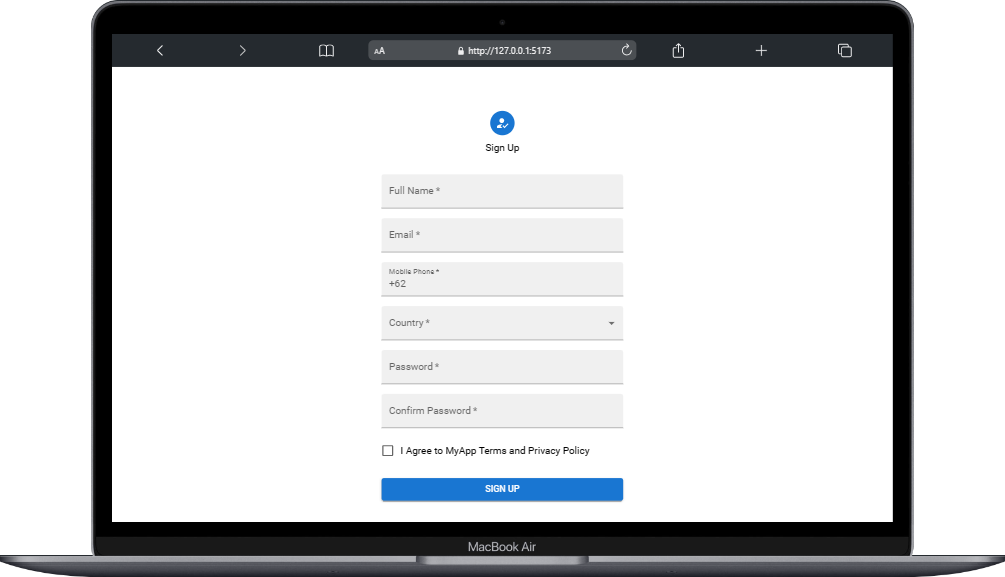 AA
http://127.0.0.1:5173
Sign Up
Full Name *
Email *
Mobile Phone *
+62
Country *
Password *
Confirm Password *
I Agree to MyApp Terms and Privacy Policy
SIGN UP
MacBook Air